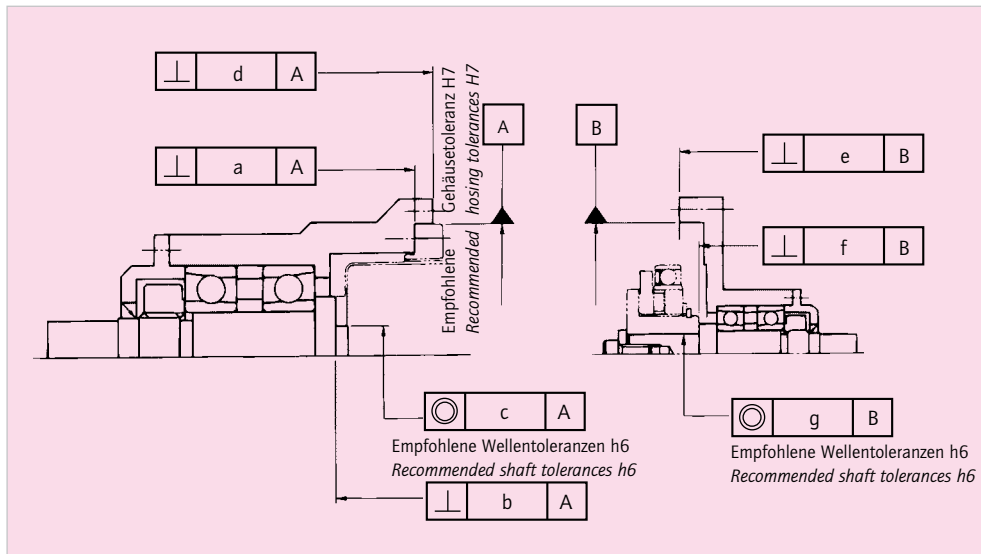 ⊥ d A
⊥ a A
Gehäusetoleranz H7
hosing tolerances H7
Empfohlene
Recommended
A
B
⊥ e B
⊥ f B
◎ c A
Empfohlene Wellentoleranzen h6
Recommended shaft tolerances h6
⊥ b A
◎ g B
Empfohlene Wellentoleranzen h6
Recommended shaft tolerances h6